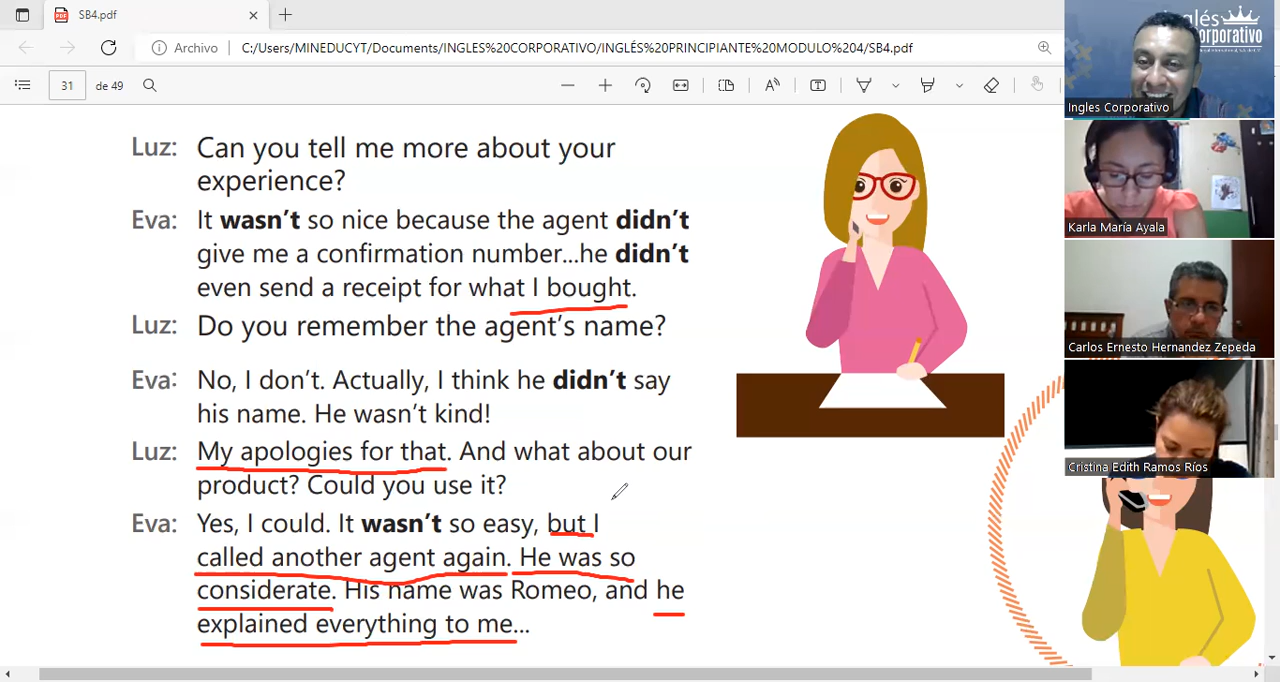 SB4.pdf
Archivo
C:/Users/MINEDUCYT/Documents/INGLES%20CORPORATIVO/INGLÉS%20PRINCIPIANTE%20MODULO%204/SB4.pdf
31 de 49
Luz: Can you tell me more about your
experience?
Eva: It wasn't so nice because the agent didn't
give me a confirmation number...he didn't
even send a receipt for what I bought.
Luz: Do you remember the agent's name?
Eva: No, I don't. Actually, I think he didn't say
his name. He wasn't kind!
Luz: My apologies for that. And what about our
product? Could you use it?
Eva: Yes, I could. It wasn't so easy, but I
called another agent again. He was so
considerate. His name was Romeo, and he
explained everything to me...
Ingles Corporativo
Karla María Ayala
Carlos Ernesto Hernandez Zepeda
Cristina Edith Ramos Ríos